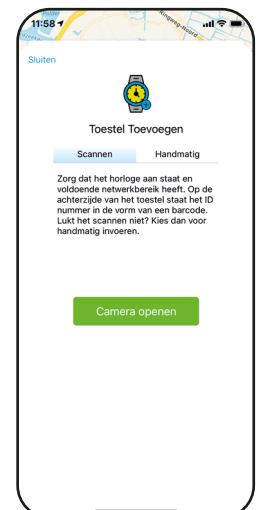 11:58
Ringweg-Noord
Sluiten
Toestel Toevoegen
Scannen Handmatig
Zorg dat het horloge aan staat en
voldoende netwerkbereik heeft. Op de
achterzijde van het toestel staat het ID
nummer in de vorm van een barcode.
Lukt het scannen niet? Kies dan voor
handmatig invoeren.
Camera openen